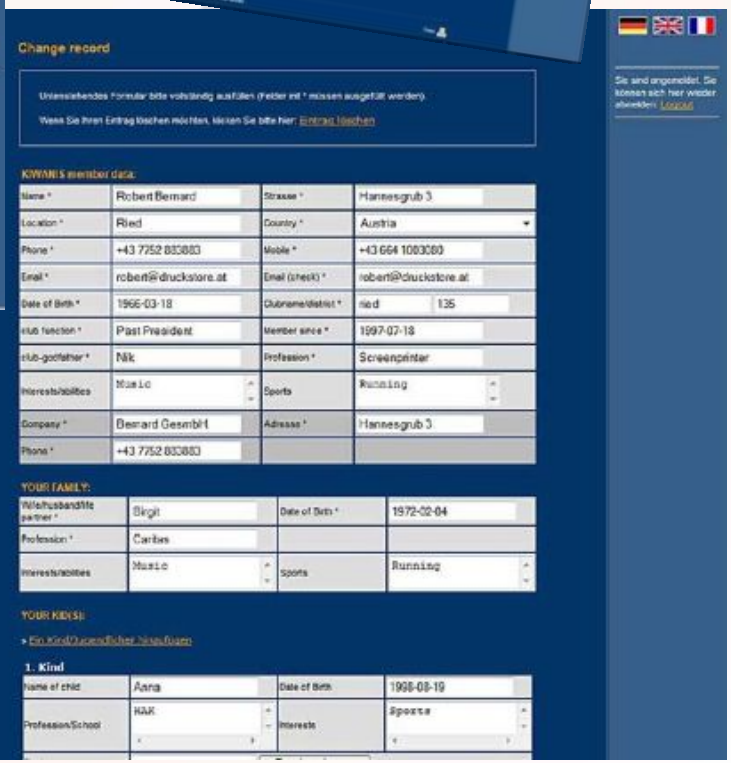 Change record
Untenstehendes Formular bitte vollständig ausfüllen (Felder mit * müssen ausgefüllt werden).
Wenn Sie Ihren Eintrag löschen möchten, klicken Sie bitte hier: Eintrag löschen
Sie sind angemeldet. Sie
können sich hier wieder
abmelden: Logout
KIWANIS member data:
Name * Robert Bernard Strasse * Hannesgrub 3
Location * Ried Country * Austria
Phone * +43 7752 883883 Mobile * +43 664 1003080
Email * robert@druckstore.at Email (check) * robert@druckstore.at
Date of Birth * 1966-03-18 Clubname/district * ried 135
club function * Past President Member since * 1997-07-18
club-godfather * Nik Profession * Screenprinter
Interests/abilities Music Sports Running
Company * Bernard GesmbH Adresse * Hannesgrub 3
Phone * +43 7752 883883
YOUR FAMILY:
Wife/husband/life
partner * Birgit Date of Birth * 1972-02-04
Profession * Caritas
Interests/abilities Music Sports Running
YOUR KID(S):
» Ein Kind/Jugendlicher hinzufügen
1. Kind
Name of child Anna Date of Birth 1998-08-19
Profession/School HAK Interests Sports